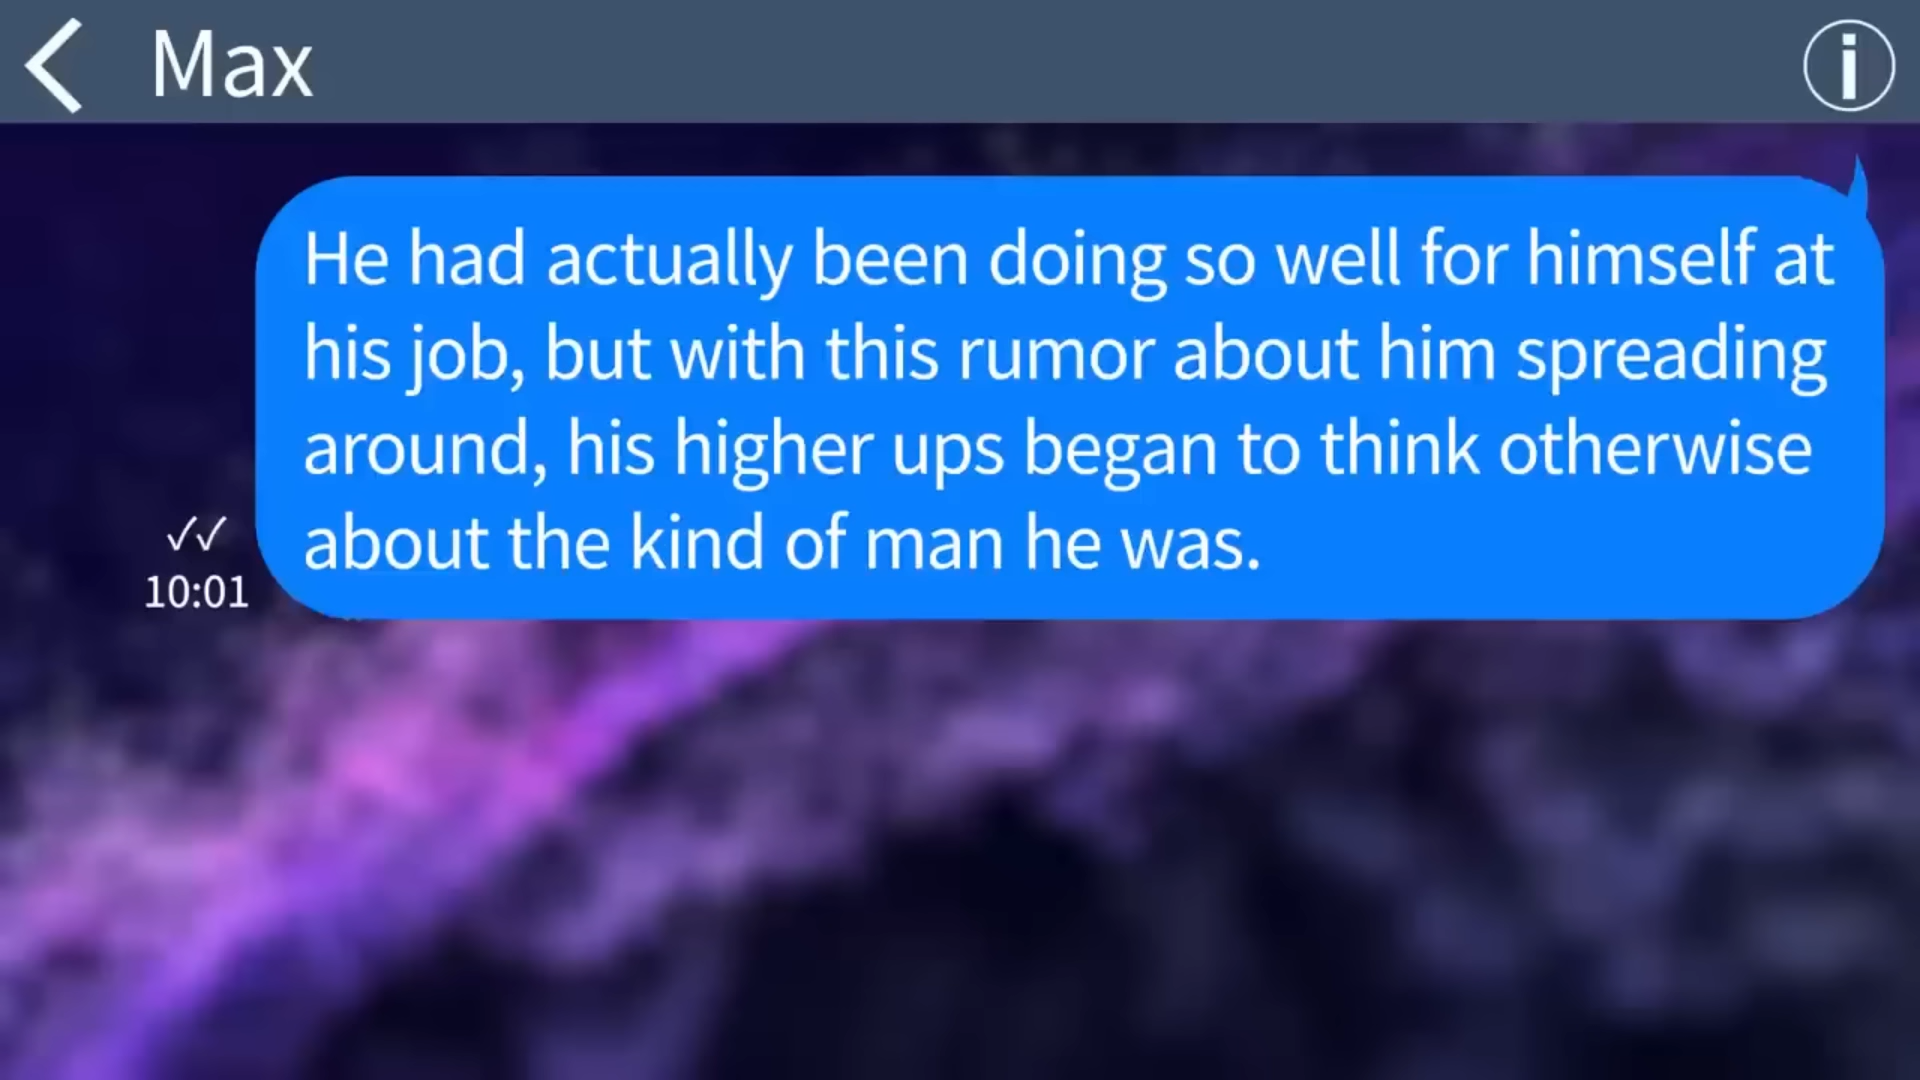 Max
He had actually been doing so well for himself at
his job, but with this rumor about him spreading
around, his higher ups began to think otherwise
about the kind of man he was.
✓✓
10:01